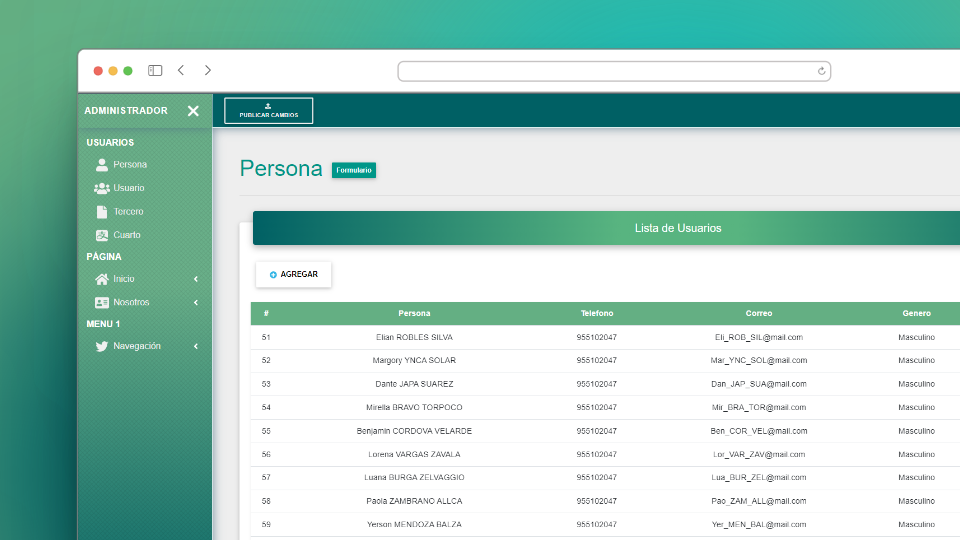 ADMINISTRADOR
PUBLICAR CAMBIOS
USUARIOS
Persona
Usuario
Tercero
Cuarto
PÁGINA
Inicio
Nosotros
MENU 1
Navegación
Persona Formulario
Lista de Usuarios
AGREGAR
# Persona Telefono Correo Genero
51 Elian ROBLES SILVA 955102047 Eli_ROB_SIL@mail.com Masculino
52 Margory YNCA SOLAR 955102047 Mar_YNC_SOL@mail.com Masculino
53 Dante JAPA SUAREZ 955102047 Dan_JAP_SUA@mail.com Masculino
54 Mirella BRAVO TORPOCO 955102047 Mir_BRA_TOR@mail.com Masculino
55 Benjamin CORDOVA VELARDE 955102047 Ben_COR_VEL@mail.com Masculino
56 Lorena VARGAS ZAVALA 955102047 Lor_VAR_ZAV@mail.com Masculino
57 Luana BURGA ZELVAGGIO 955102047 Lua_BUR_ZEL@mail.com Masculino
58 Paola ZAMBRANO ALLCA 955102047 Pao_ZAM_ALL@mail.com Masculino
59 Yerson MENDOZA BALZA 955102047 Yer_MEN_BAL@mail.com Masculino